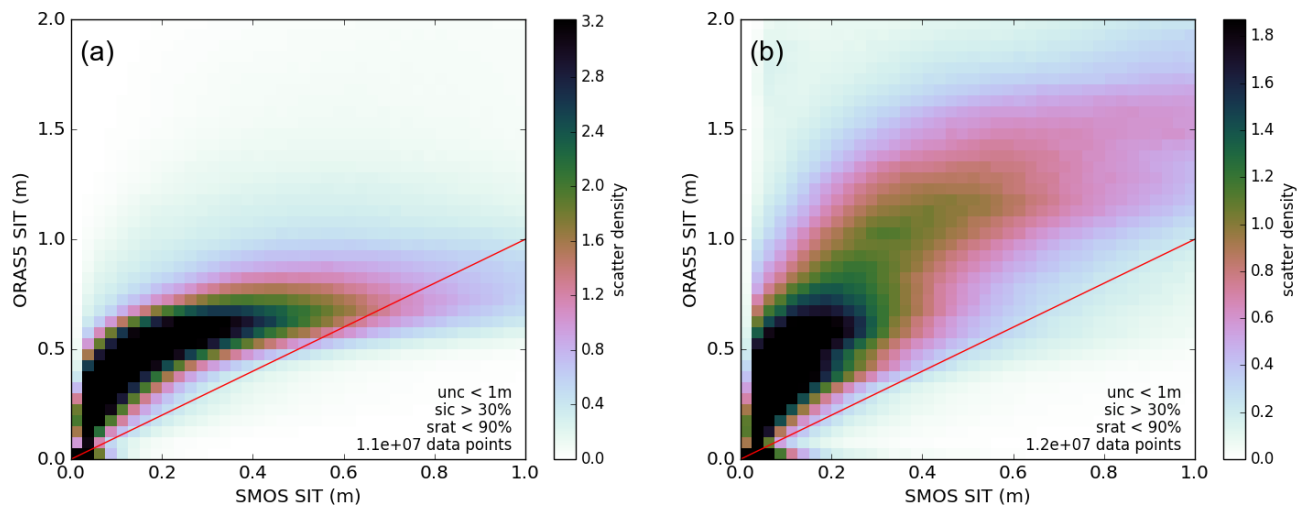 (a)
2.0
1.5
1.0
0.5
0.0
ORAS5 SIT (m)
0.0 0.2 0.4 0.6 0.8 1.0
SMOS SIT (m)
unc < 1m
sic > 30%
srat < 90%
1.1e+07 data points
3.2
2.8
2.4
2.0
1.6
1.2
0.8
0.4
0.0
scatter density
(b)
2.0
1.5
1.0
0.5
0.0
ORAS5 SIT (m)
0.0 0.2 0.4 0.6 0.8 1.0
SMOS SIT (m)
unc < 1m
sic > 30%
srat < 90%
1.2e+07 data points
1.8
1.6
1.4
1.2
1.0
0.8
0.6
0.4
0.2
0.0
scatter density